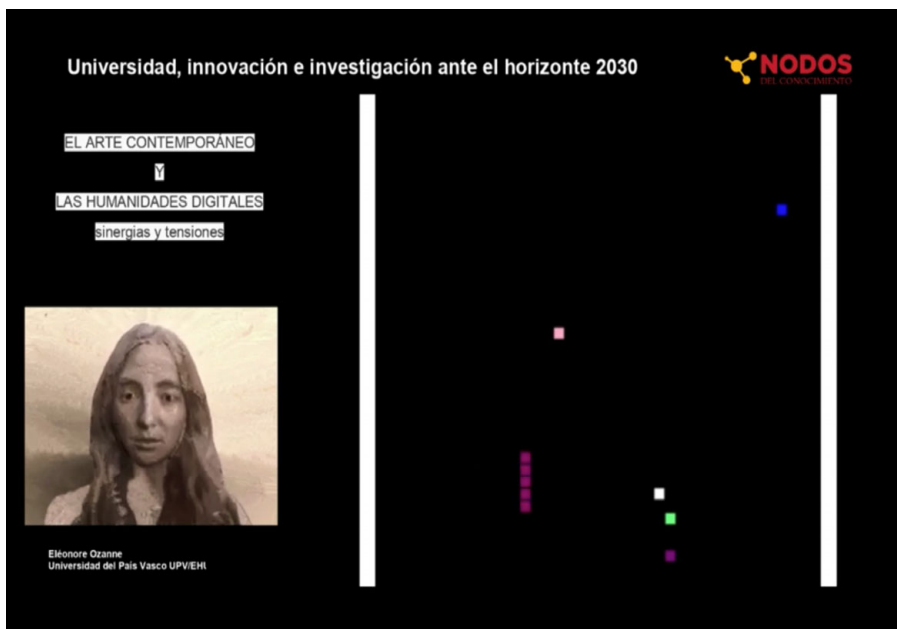 Universidad, innovación e investigación ante el horizonte 2030
NODOS
DEL CONOCIMIENTO
EL ARTE CONTEMPORÁNEO
Y
LAS HUMANIDADES DIGITALES
sinergias y tensiones
Eléonore Ozanne
Universidad del País Vasco UPV/EHU